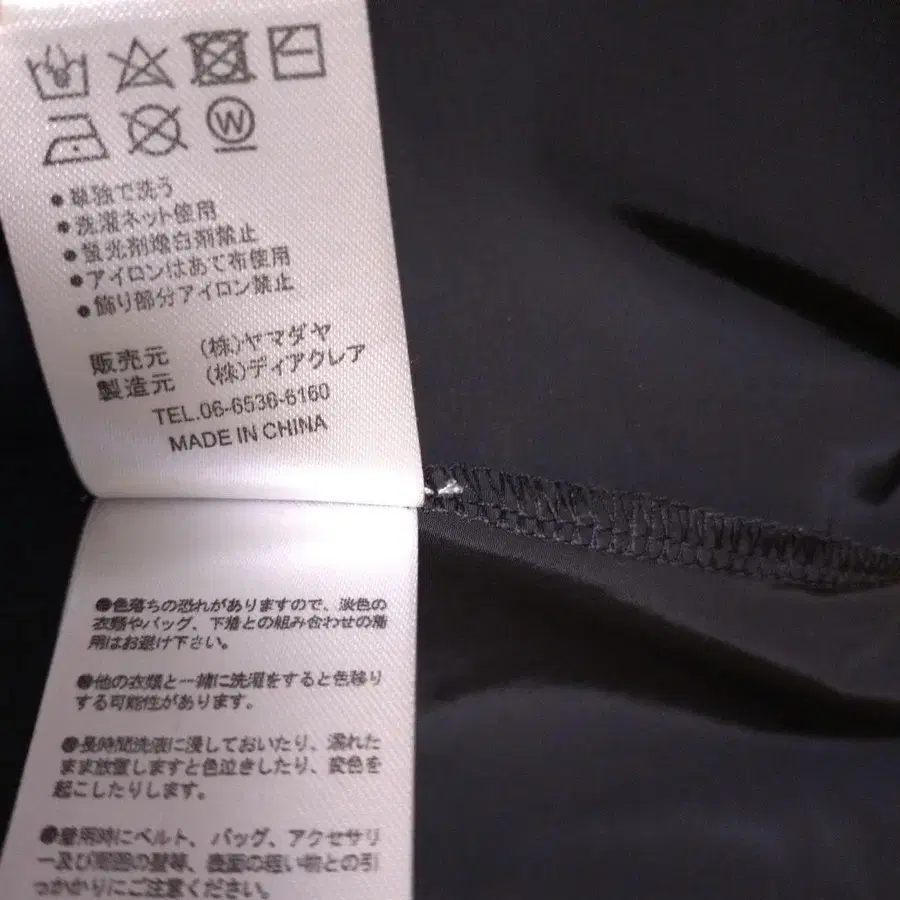 W
●単独で洗う
●洗濯ネット使用
●蛍光剤増白剤禁止
●アイロンはあて布使用
●飾り部分アイロン禁止
販売元 (株)ヤマダヤ
製造元 (株)ディアクレア
TEL.06-6536-6160
MADE IN CHINA
●色落ちの恐れがありますので、淡色の
衣類やバッグ、下着との組み合わせの着
用はお避け下さい。
●他の衣類と一緒に洗濯をすると色移り
する可能性があります。
●長時間洗液に浸しておいたり、濡れた
まま放置しますと色泣きしたり、変色を
起こしたりします。
●着用時にベルト、バッグ、アクセサリ
ー及び周囲の壁等、表面の粗い物との引
っかかりにご注意ください。